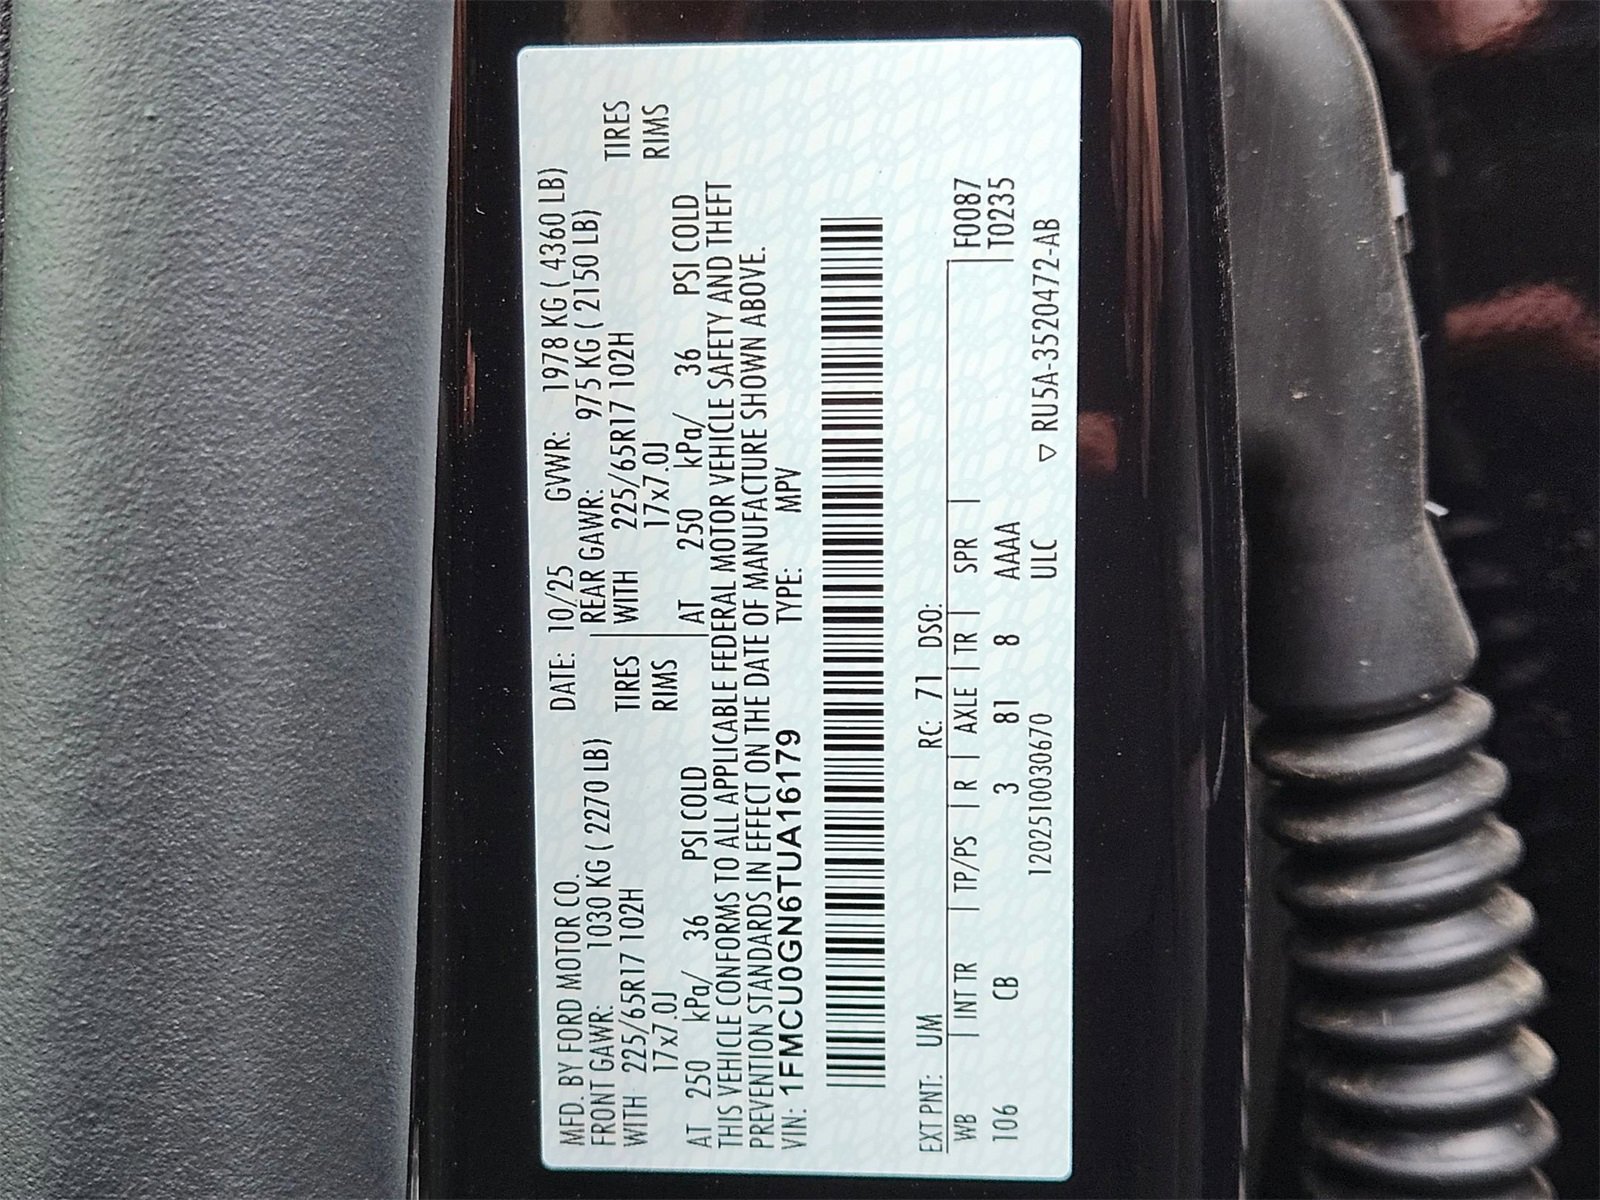 MFD. BY FORD MOTOR CO. DATE: 10/25 GVWR: 1978 KG ( 4360 LB)
FRONT GAWR: 1030 KG ( 2270 LB) REAR GAWR: 975 KG ( 2150 LB)
WITH 225/65R17 102H TIRES WITH 225/65R17 102H TIRES
17x7.0J RIMS 17x7.0J RIMS
AT 250 kPa/ 36 PSI COLD AT 250 kPa/ 36 PSI COLD
THIS VEHICLE CONFORMS TO ALL APPLICABLE FEDERAL MOTOR VEHICLE SAFETY AND THEFT
PREVENTION STANDARDS IN EFFECT ON THE DATE OF MANUFACTURE SHOWN ABOVE.
VIN: 1FMCU0GN6TUA16179 TYPE: MPV
EXT PNT: UM RC: 71 DSO: F0087
WB INT TR TP/PS R AXLE TR SPR T0235
106 CB 3 81 8 AAAA
1202510030670 ULC ▽ RU5A-3520472-AB